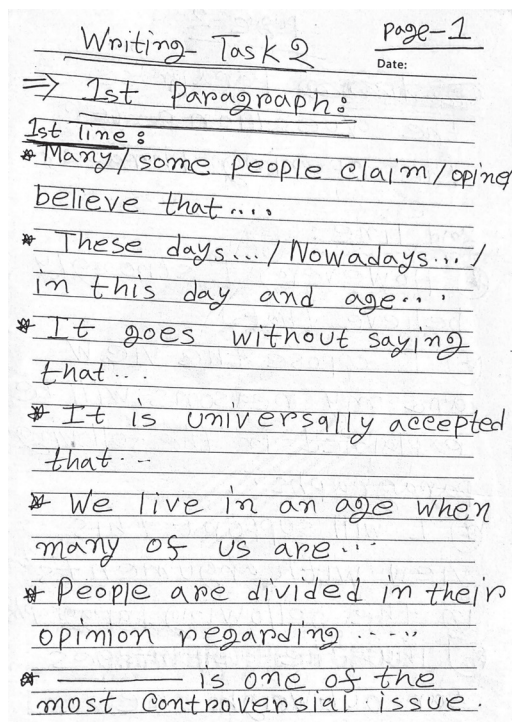 Page-1
Writing Task 2
Date:
⇒ 1st Paragraph:
1st line:
* Many/some people claim/opine
believe that....
* These days.../Nowadays.../
in this day and age...
* It goes without saying
that...
* It is universally accepted
that...
* We live in an age when
many of us are...
* People are divided in their
opinion regarding .....
* ———— is one of the
most controversial issue.